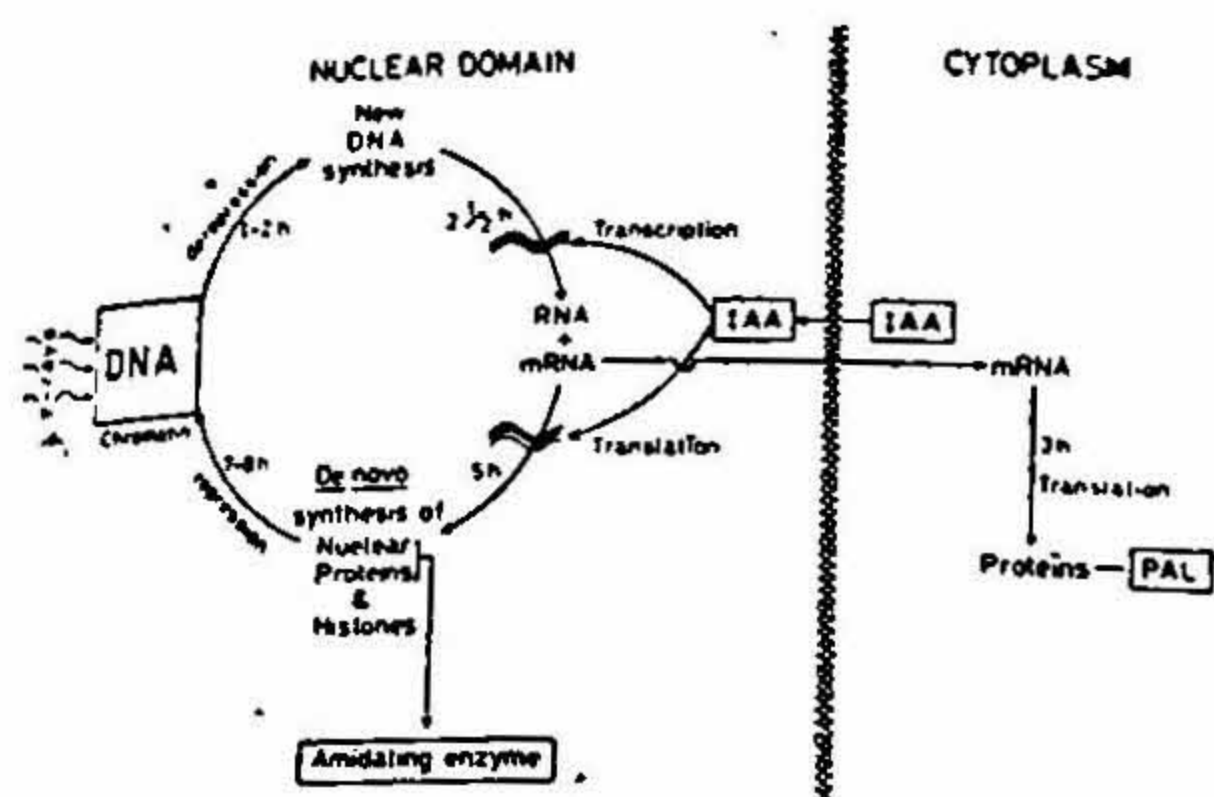 NUCLEAR DOMAIN
CYTOPLASM
New
DNA
synthesis
1-2h
2 1/2 h
Transcription
RNA
+
mRNA
IAA
IAA
mRNA
DNA
Chromatin
Translation
3h
Translation
5h
De novo
synthesis of
Nuclear
Proteins
&
Histones
repression
Proteins
PAL
Amidating enzyme